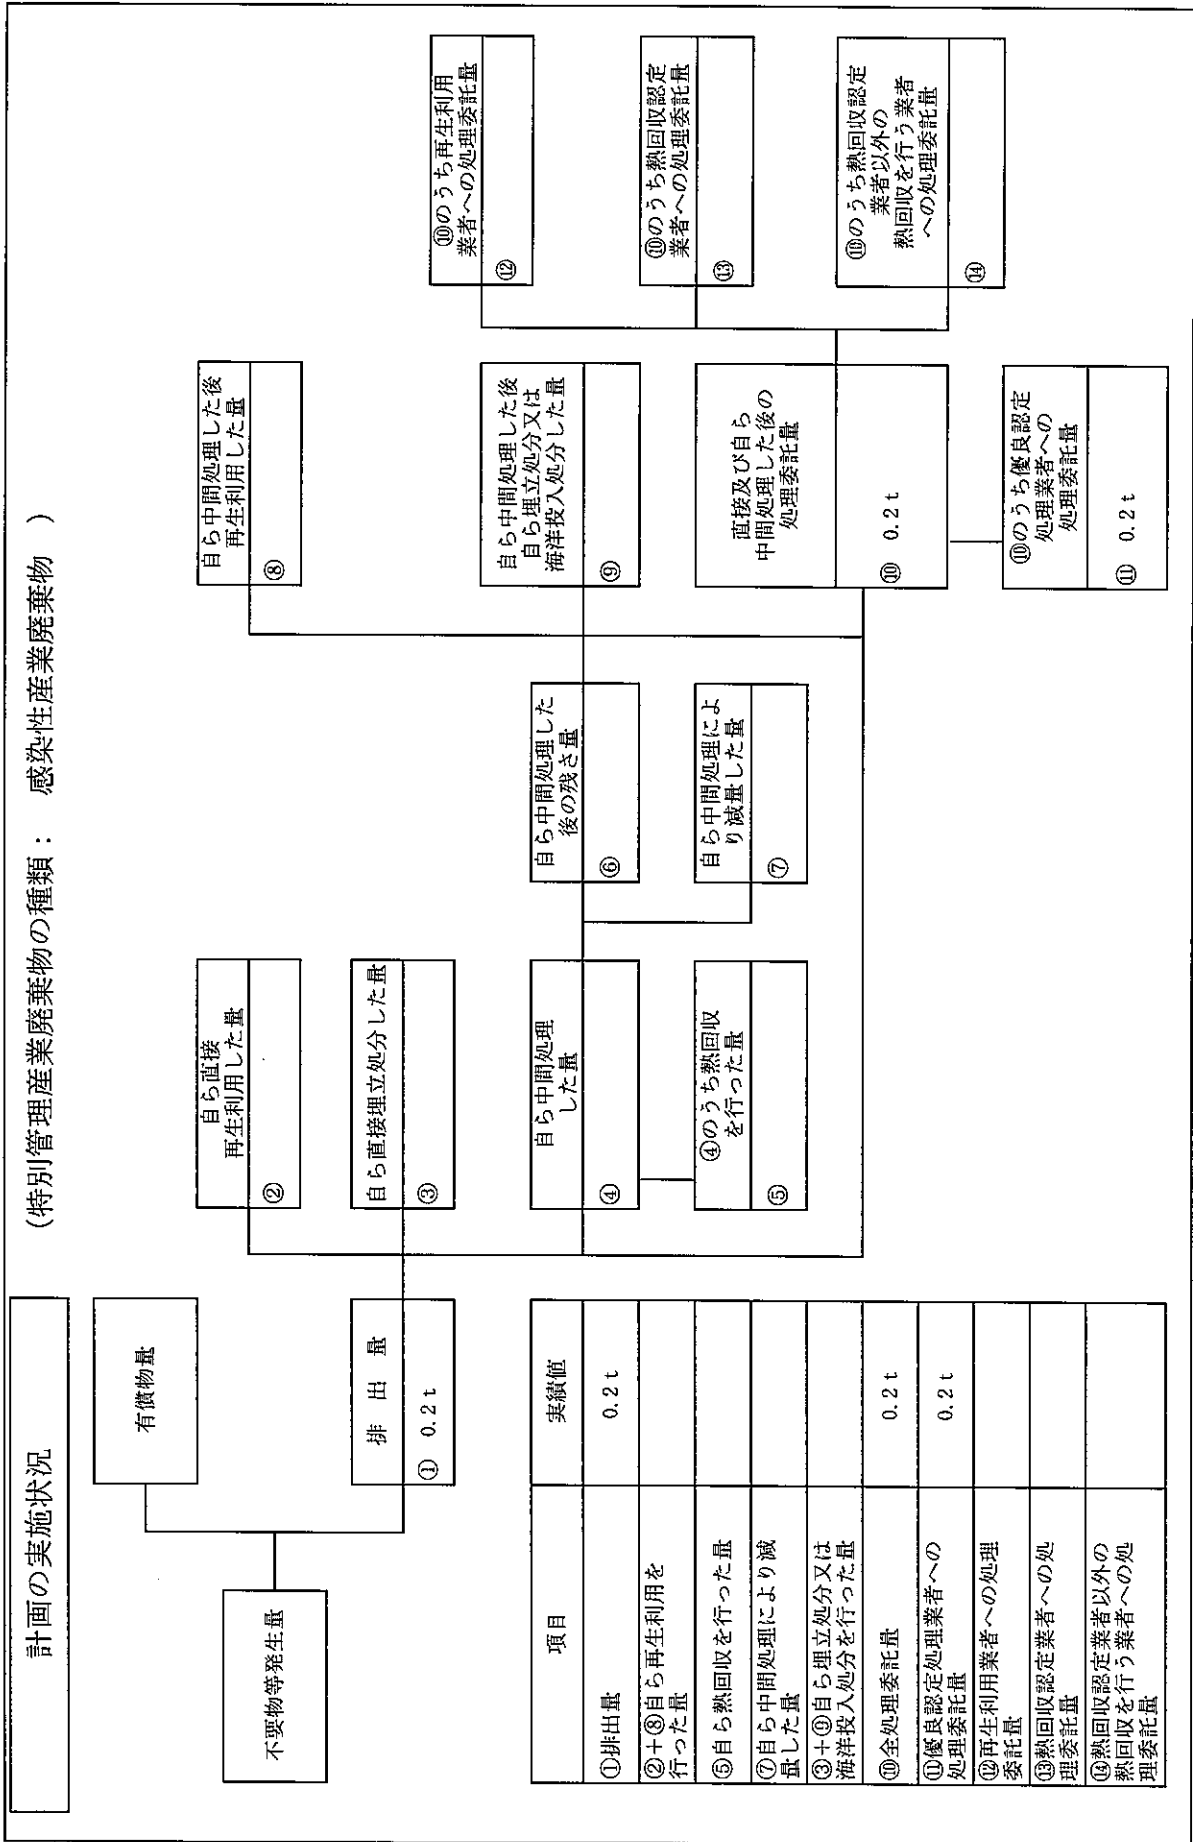 計画の実施状況
(特別管理産業廃棄物の種類： 感染性産業廃棄物 )
不要物等発生量
有償物量
排 出 量
① 0.2 t
自ら直接
再生利用した量
②
自ら直接埋立処分した量
③
自ら中間処理
した量
④
④のうち熱回収
を行った量
⑤
自ら中間処理した
後の残さ量
⑥
自ら中間処理によ
り減量した量
⑦
自ら中間処理した後
再生利用した量
⑧
自ら中間処理した後
自ら埋立処分又は
海洋投入処分した量
⑨
直接及び自ら
中間処理した後の
処理委託量
⑩ 0.2 t
⑩のうち優良認定
処理業者への
処理委託量
⑪ 0.2 t
⑩のうち再生利用
業者への処理委託量
⑫
⑩のうち熱回収認定
業者への処理委託量
⑬
⑩のうち熱回収認定
業者以外の
熱回収を行う業者
への処理委託量
⑭
項目 実績値
①排出量 0.2 t
②+⑧自ら再生利用を
行った量
⑤自ら熱回収を行った量
⑦自ら中間処理により減
量した量
③+⑨自ら埋立処分又は
海洋投入処分を行った量
⑩全処理委託量 0.2 t
⑪優良認定処理業者への
処理委託量 0.2 t
⑫再生利用業者への処理
委託量
⑬熱回収認定業者への処
理委託量
⑭熱回収認定業者以外の
熱回収を行う業者への処
理委託量